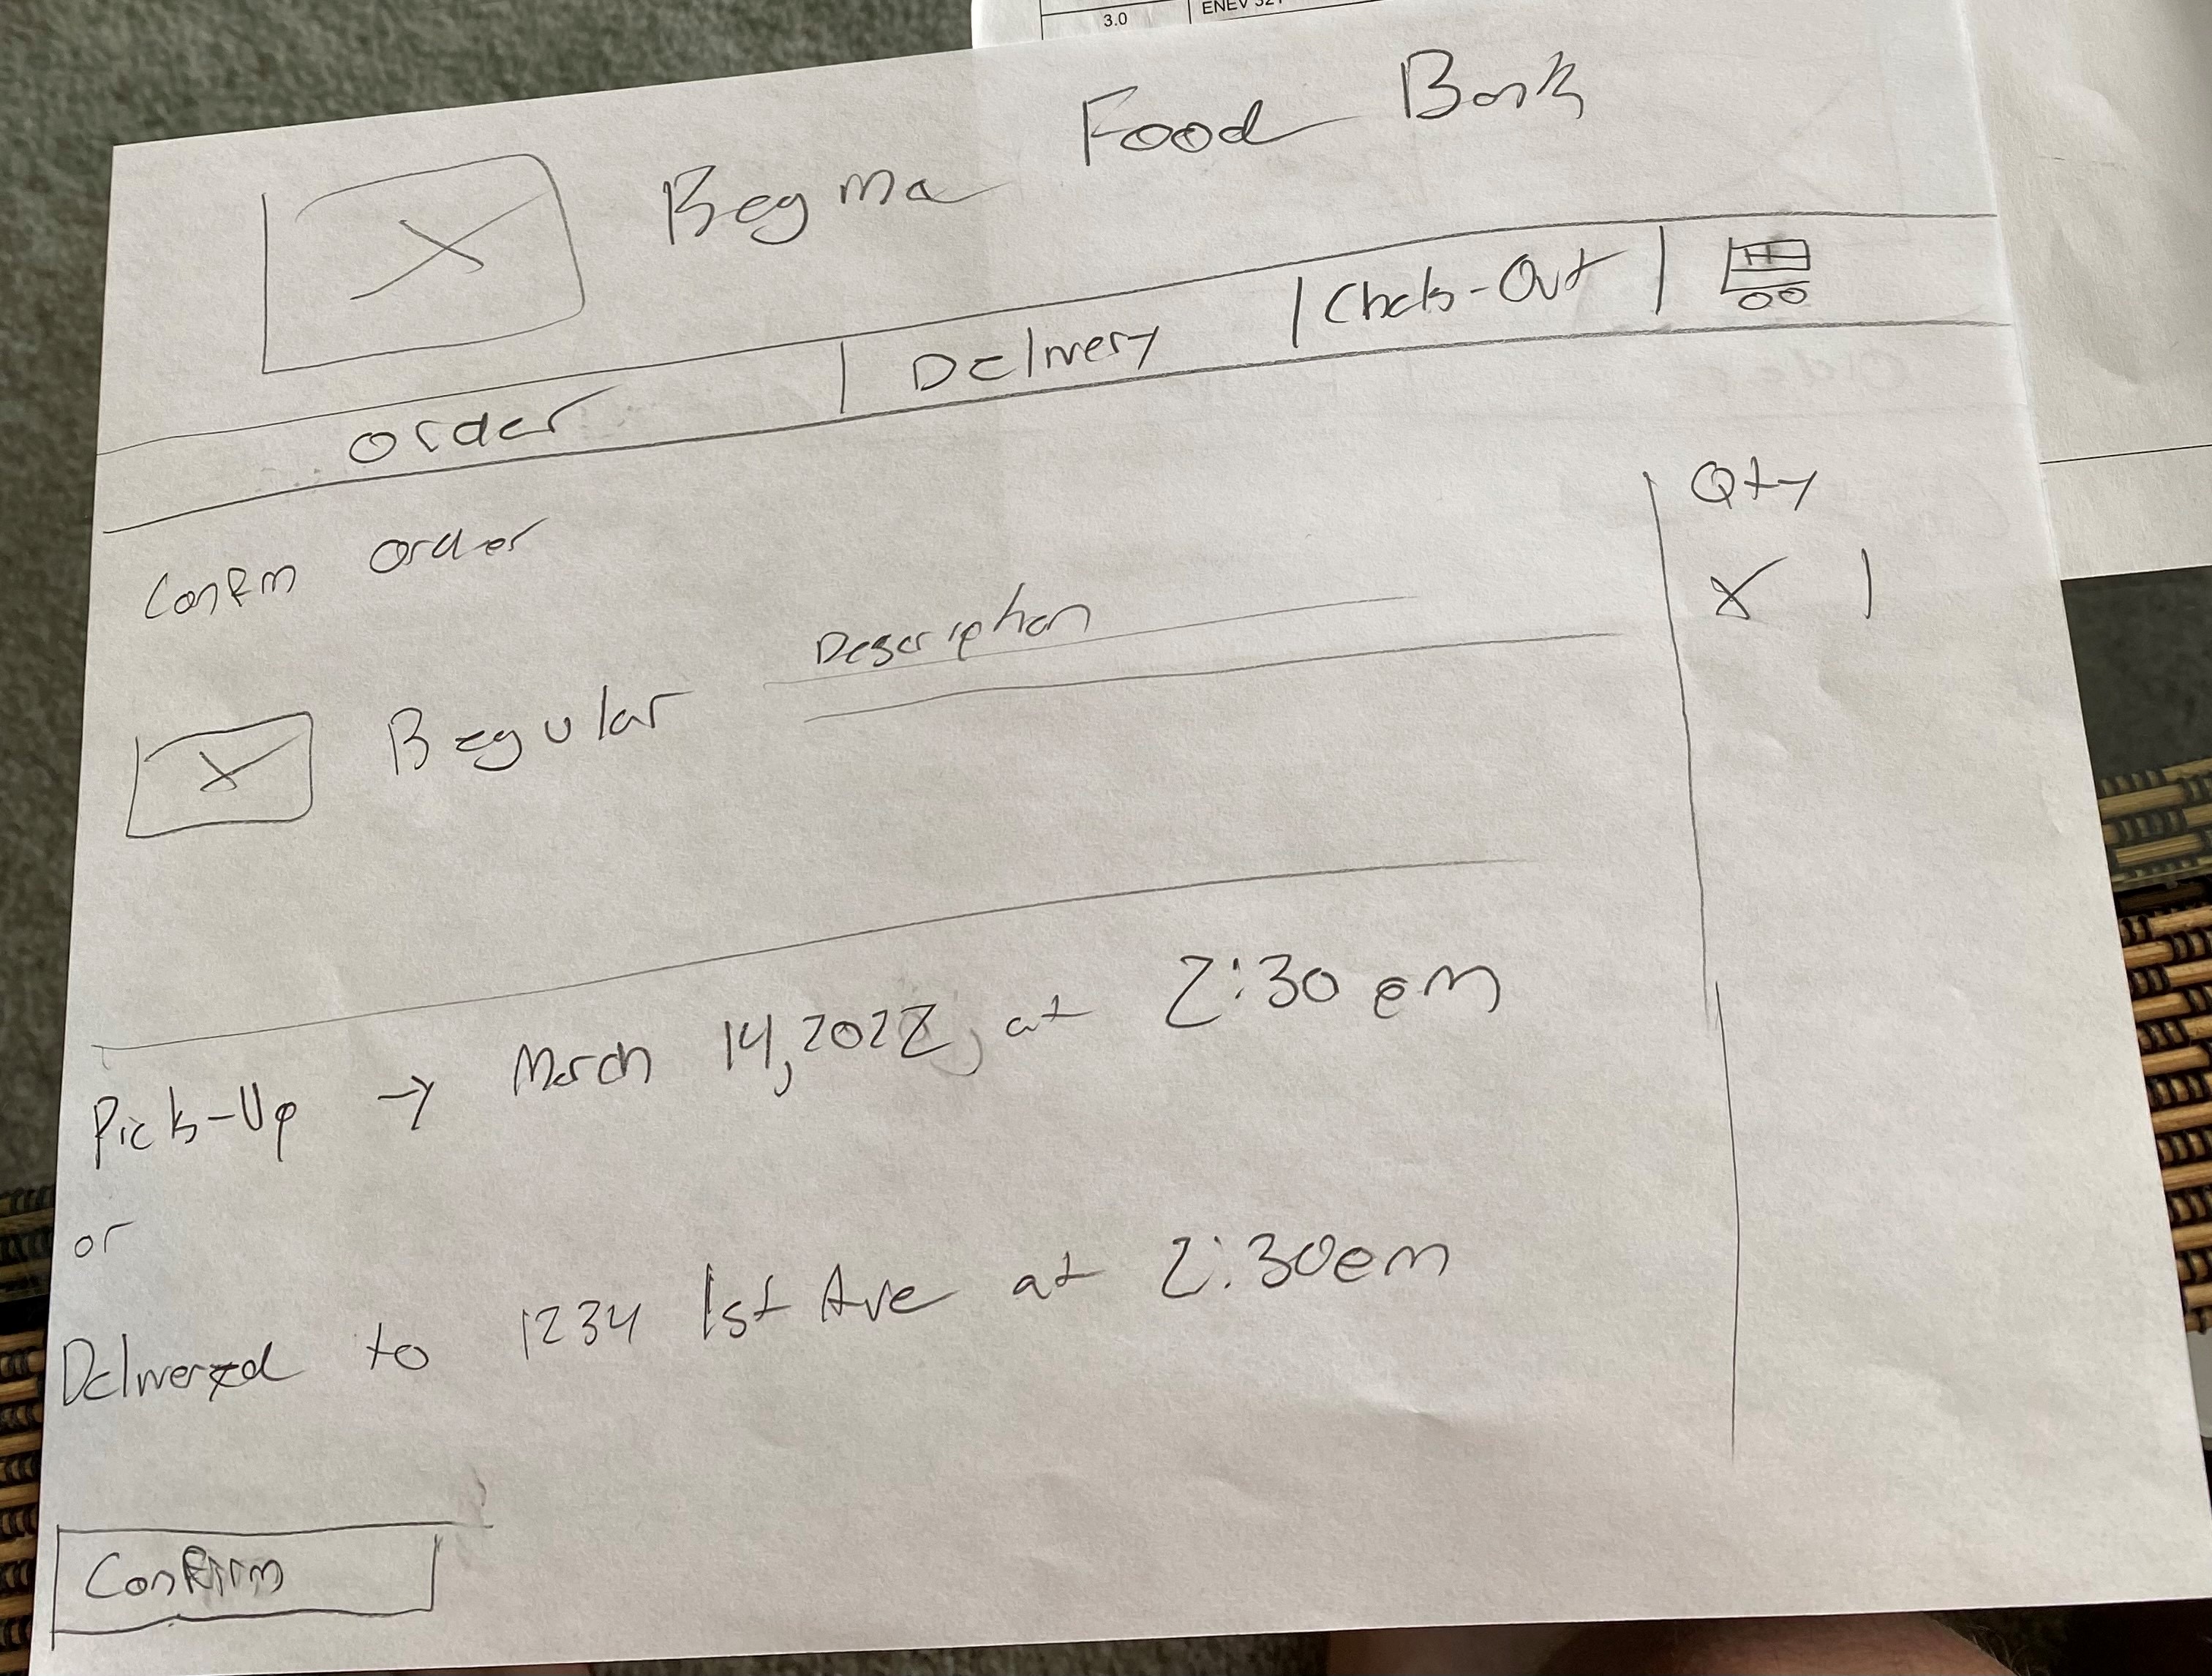 3.0 ENEV 321
Regina Food Bank
Order | Delivery | Check-Out |
Confirm Order
Qty
Description
X 1
Regular
Pick-Up → March 14, 2022, at 2:30 pm
or
Delivered to 1234 1st Ave at 2:30pm
Confirm